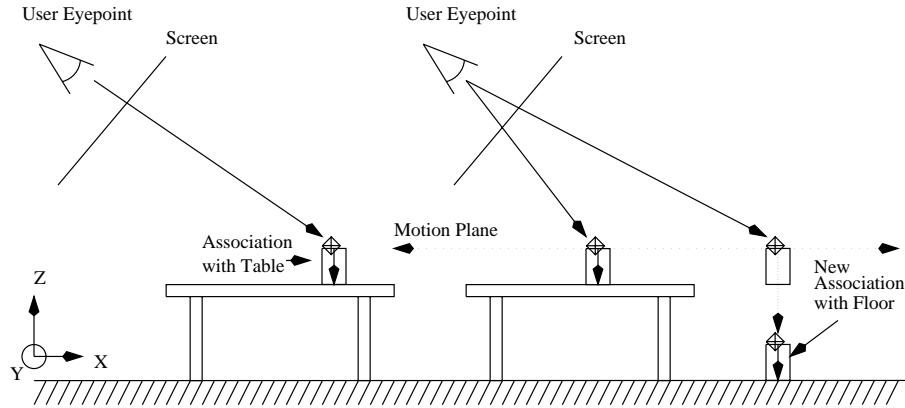 User Eyepoint
Screen
User Eyepoint
Screen
Association
with Table
Motion Plane
New
Association
with Floor
Z
X
Y